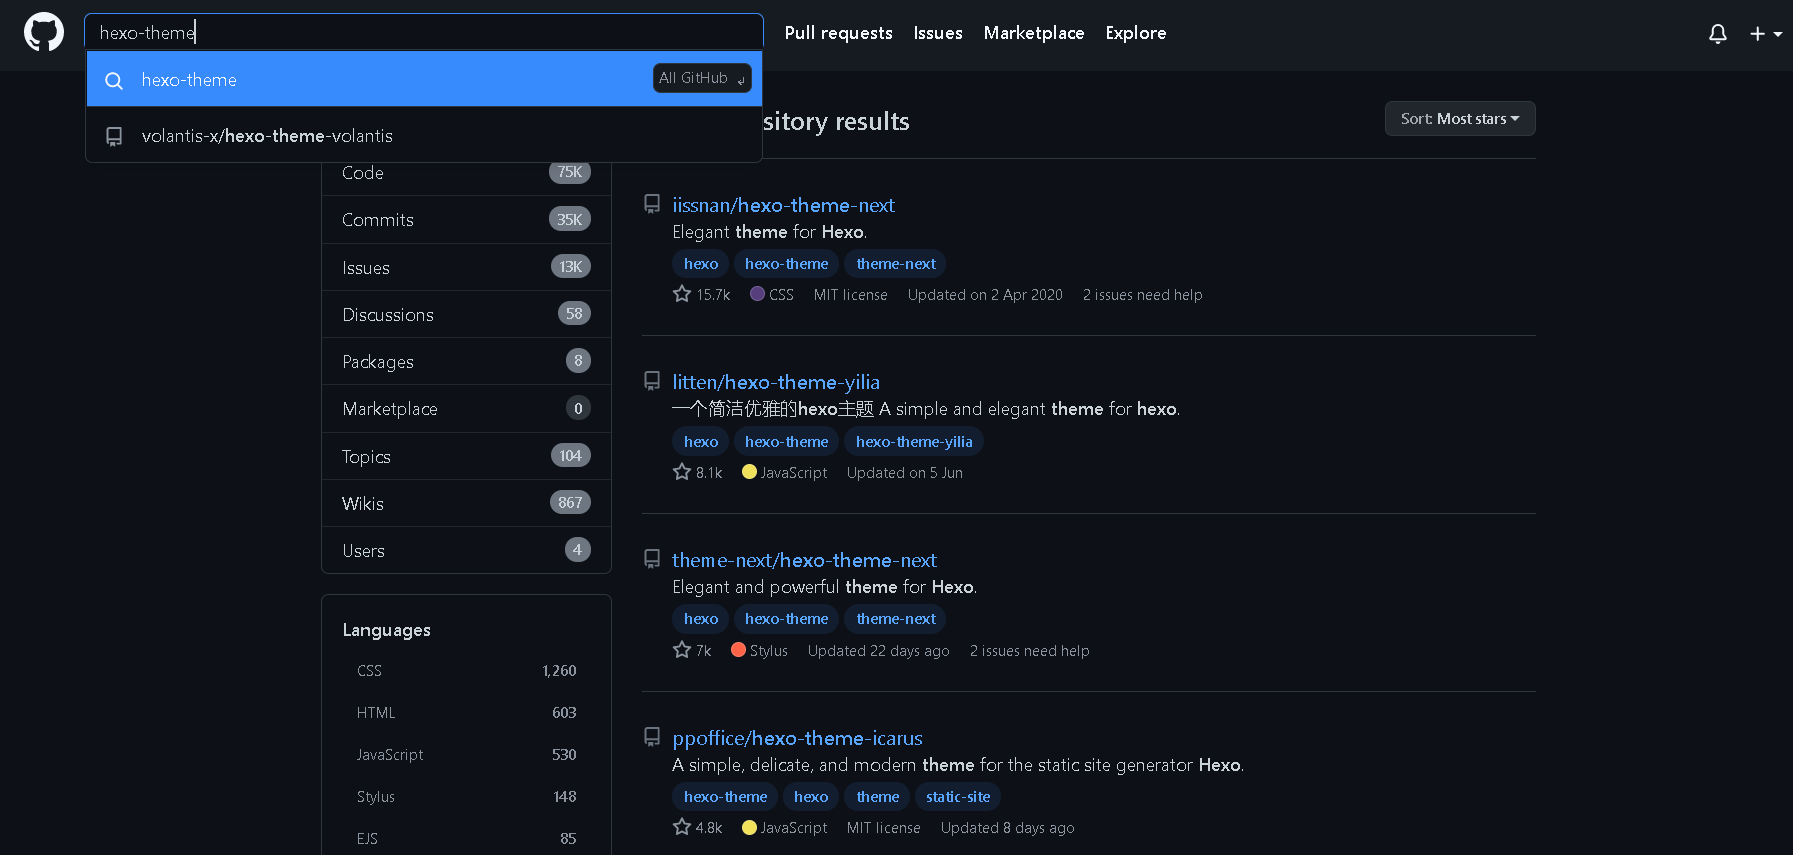 hexo-theme
Pull requests Issues Marketplace Explore
hexo-theme All GitHub
volantis-x/hexo-theme-volantis
sitory results
Sort: Most stars
Code 75K
Commits 35K
Issues 13K
Discussions 58
Packages 8
Marketplace 0
Topics 104
Wikis 867
Users 4
Languages
CSS 1,260
HTML 603
JavaScript 530
Stylus 148
EJS 85
iissnan/hexo-theme-next
Elegant theme for Hexo.
hexo hexo-theme theme-next
15.7k CSS MIT license Updated on 2 Apr 2020 2 issues need help
litten/hexo-theme-yilia
一个简洁优雅的hexo主题 A simple and elegant theme for hexo.
hexo hexo-theme hexo-theme-yilia
8.1k JavaScript Updated on 5 Jun
theme-next/hexo-theme-next
Elegant and powerful theme for Hexo.
hexo hexo-theme theme-next
7k Stylus Updated 22 days ago 2 issues need help
ppoffice/hexo-theme-icarus
A simple, delicate, and modern theme for the static site generator Hexo.
hexo-theme hexo theme static-site
4.8k JavaScript MIT license Updated 8 days ago